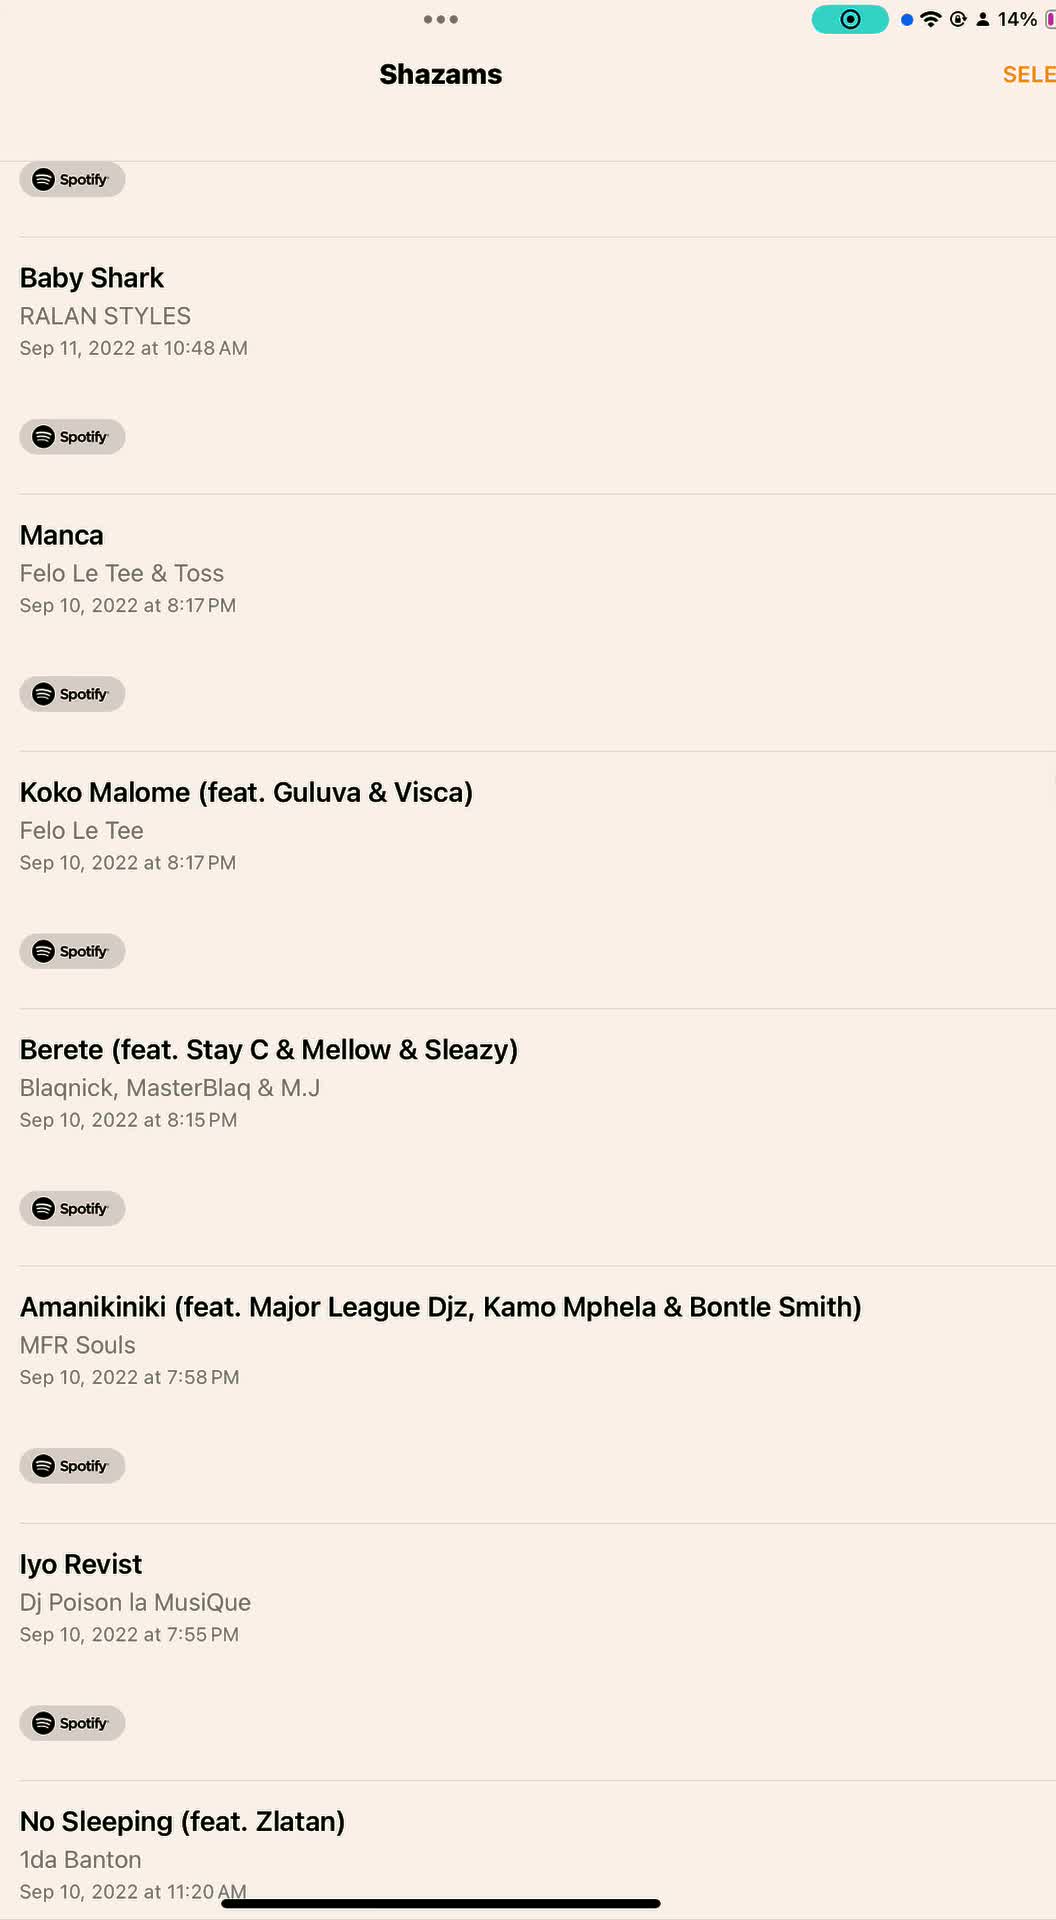 14%
Shazams
SELE
Spotify
Baby Shark
RALAN STYLES
Sep 11, 2022 at 10:48 AM
Spotify
Manca
Felo Le Tee & Toss
Sep 10, 2022 at 8:17 PM
Spotify
Koko Malome (feat. Guluva & Visca)
Felo Le Tee
Sep 10, 2022 at 8:17 PM
Spotify
Berete (feat. Stay C & Mellow & Sleazy)
Blaqnick, MasterBlaq & M.J
Sep 10, 2022 at 8:15 PM
Spotify
Amanikiniki (feat. Major League Djz, Kamo Mphela & Bontle Smith)
MFR Souls
Sep 10, 2022 at 7:58 PM
Spotify
Iyo Revist
Dj Poison la MusiQue
Sep 10, 2022 at 7:55 PM
Spotify
No Sleeping (feat. Zlatan)
1da Banton
Sep 10, 2022 at 11:20 AM